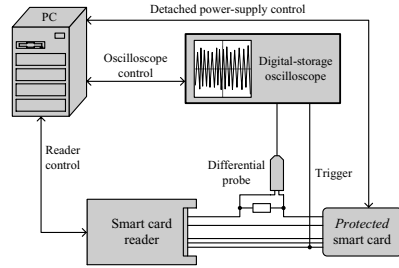 PC
Detached power-supply control
Oscilloscope
control
Digital-storage
oscilloscope
Reader
control
Differential
probe
Trigger
Smart card
reader
Protected
smart card